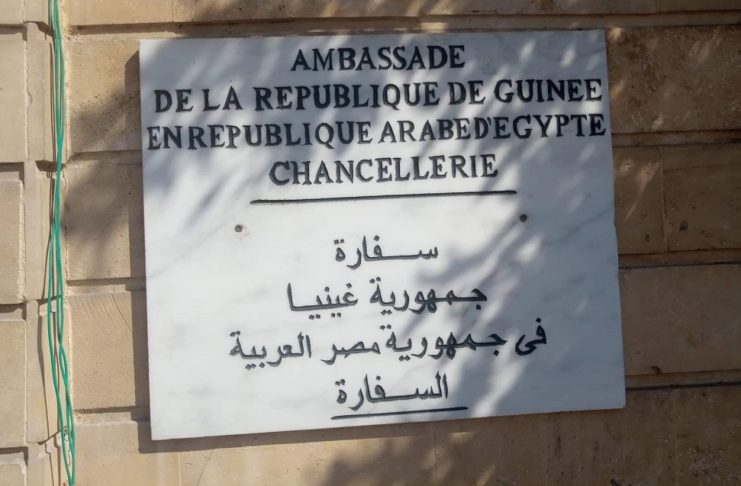 AMBASSADE
DE LA REPUBLIQUE DE GUINEE
EN REPUBLIQUE ARABE D'EGYPTE
CHANCELLERIE
سفارة
جمهورية غينيا
فى جمهورية مصر العربية
السفارة